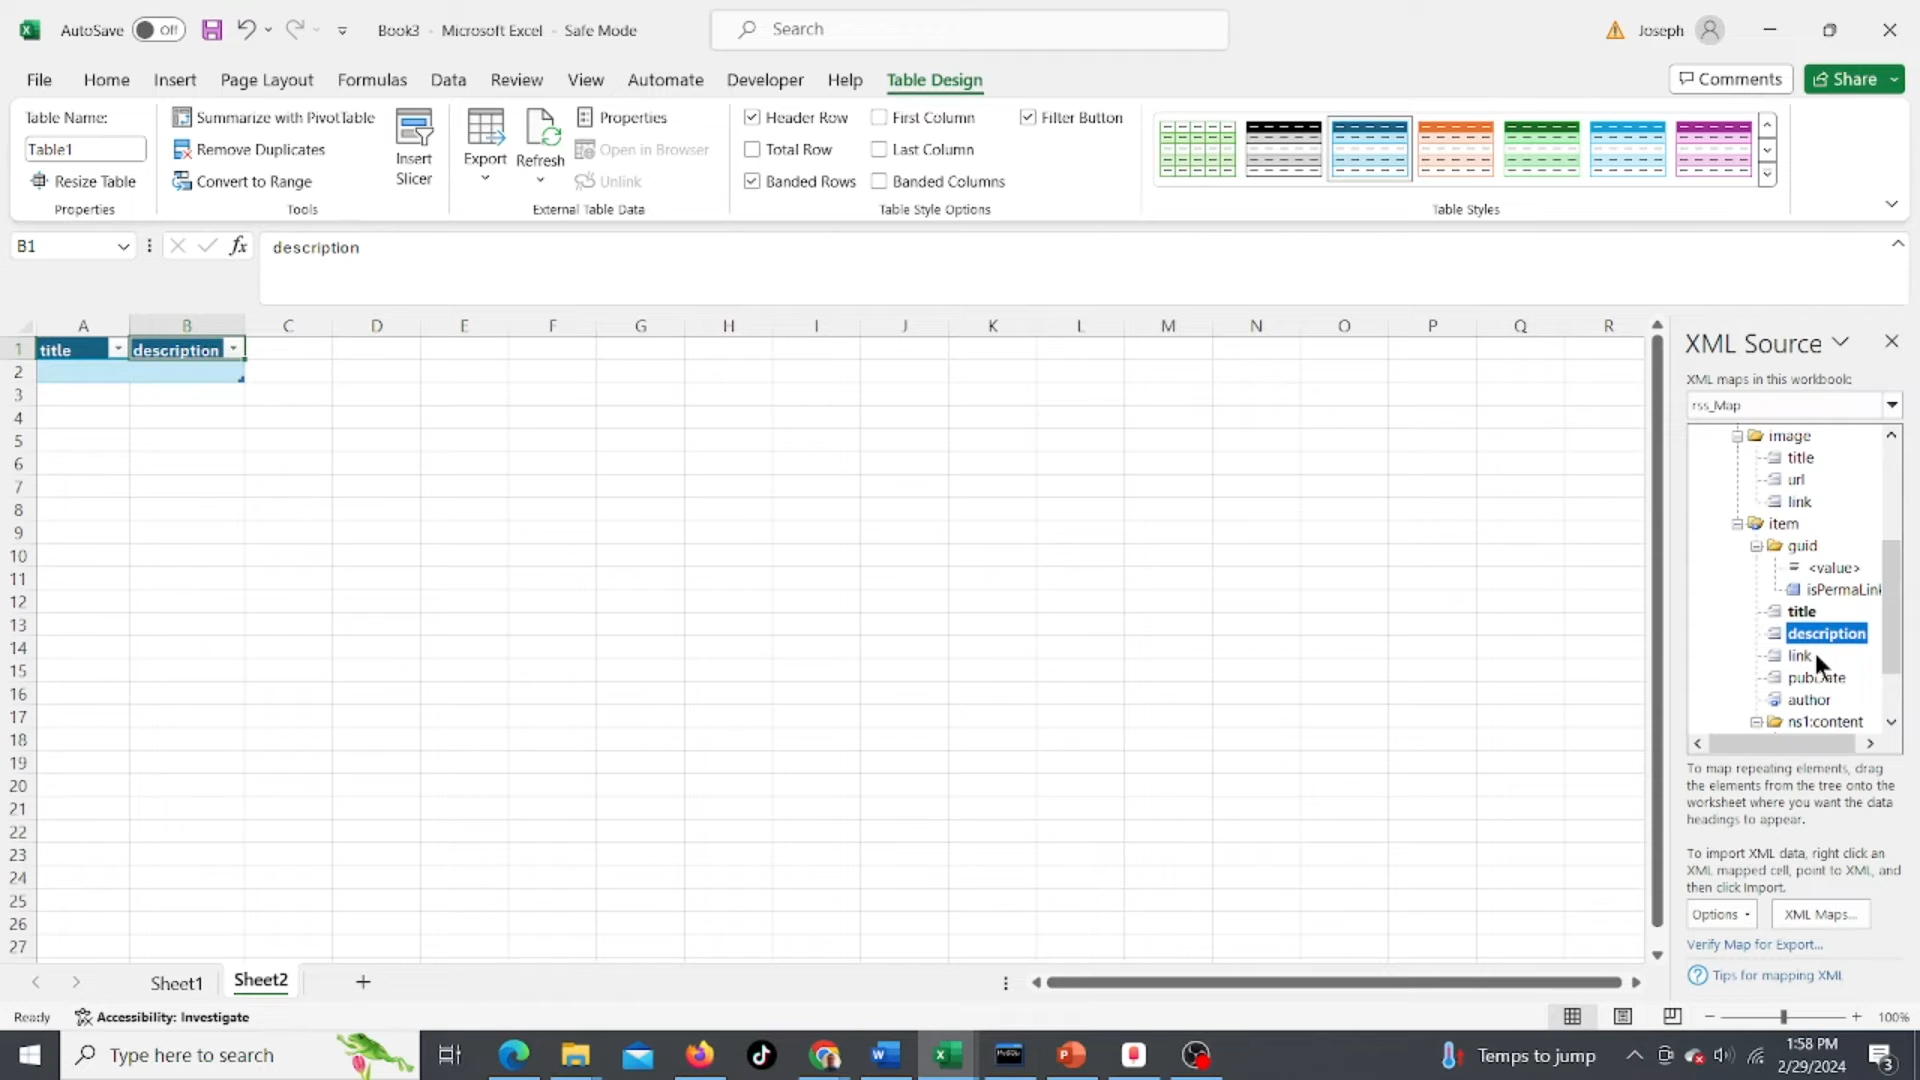 AutoSave Off Book3 - Microsoft Excel - Safe Mode Search Joseph
File Home Insert Page Layout Formulas Data Review View Automate Developer Help Table Design Comments Share
Table Name:
Table1
Resize Table
Properties
Summarize with PivotTable
Remove Duplicates
Convert to Range
Tools
Insert
Slicer
Export
Refresh
Properties
Open in Browser
Unlink
External Table Data
Header Row
Total Row
Banded Rows
First Column
Last Column
Banded Columns
Filter Button
Table Style Options
Table Styles
B1 fx description
A B C D E F G H I J K L M N O P Q R
1 title description
2
3
4
5
6
7
8
9
10
11
12
13
14
15
16
17
18
19
20
21
22
23
24
25
26
27
XML Source
XML maps in this workbook:
rss_Map
image
title
url
link
item
guid
<value>
isPermaLink
title
description
link
author
ns1:content
To map repeating elements, drag
the elements from the tree onto the
worksheet where you want the data
headings to appear.
To import XML data, right click an
XML mapped cell, point to XML, and
then click Import.
Options XML Maps...
Verify Map for Export...
Tips for mapping XML
Sheet1 Sheet2
Ready Accessibility: Investigate 100%
Type here to search Temps to jump 1:58 PM
2/29/2024 3